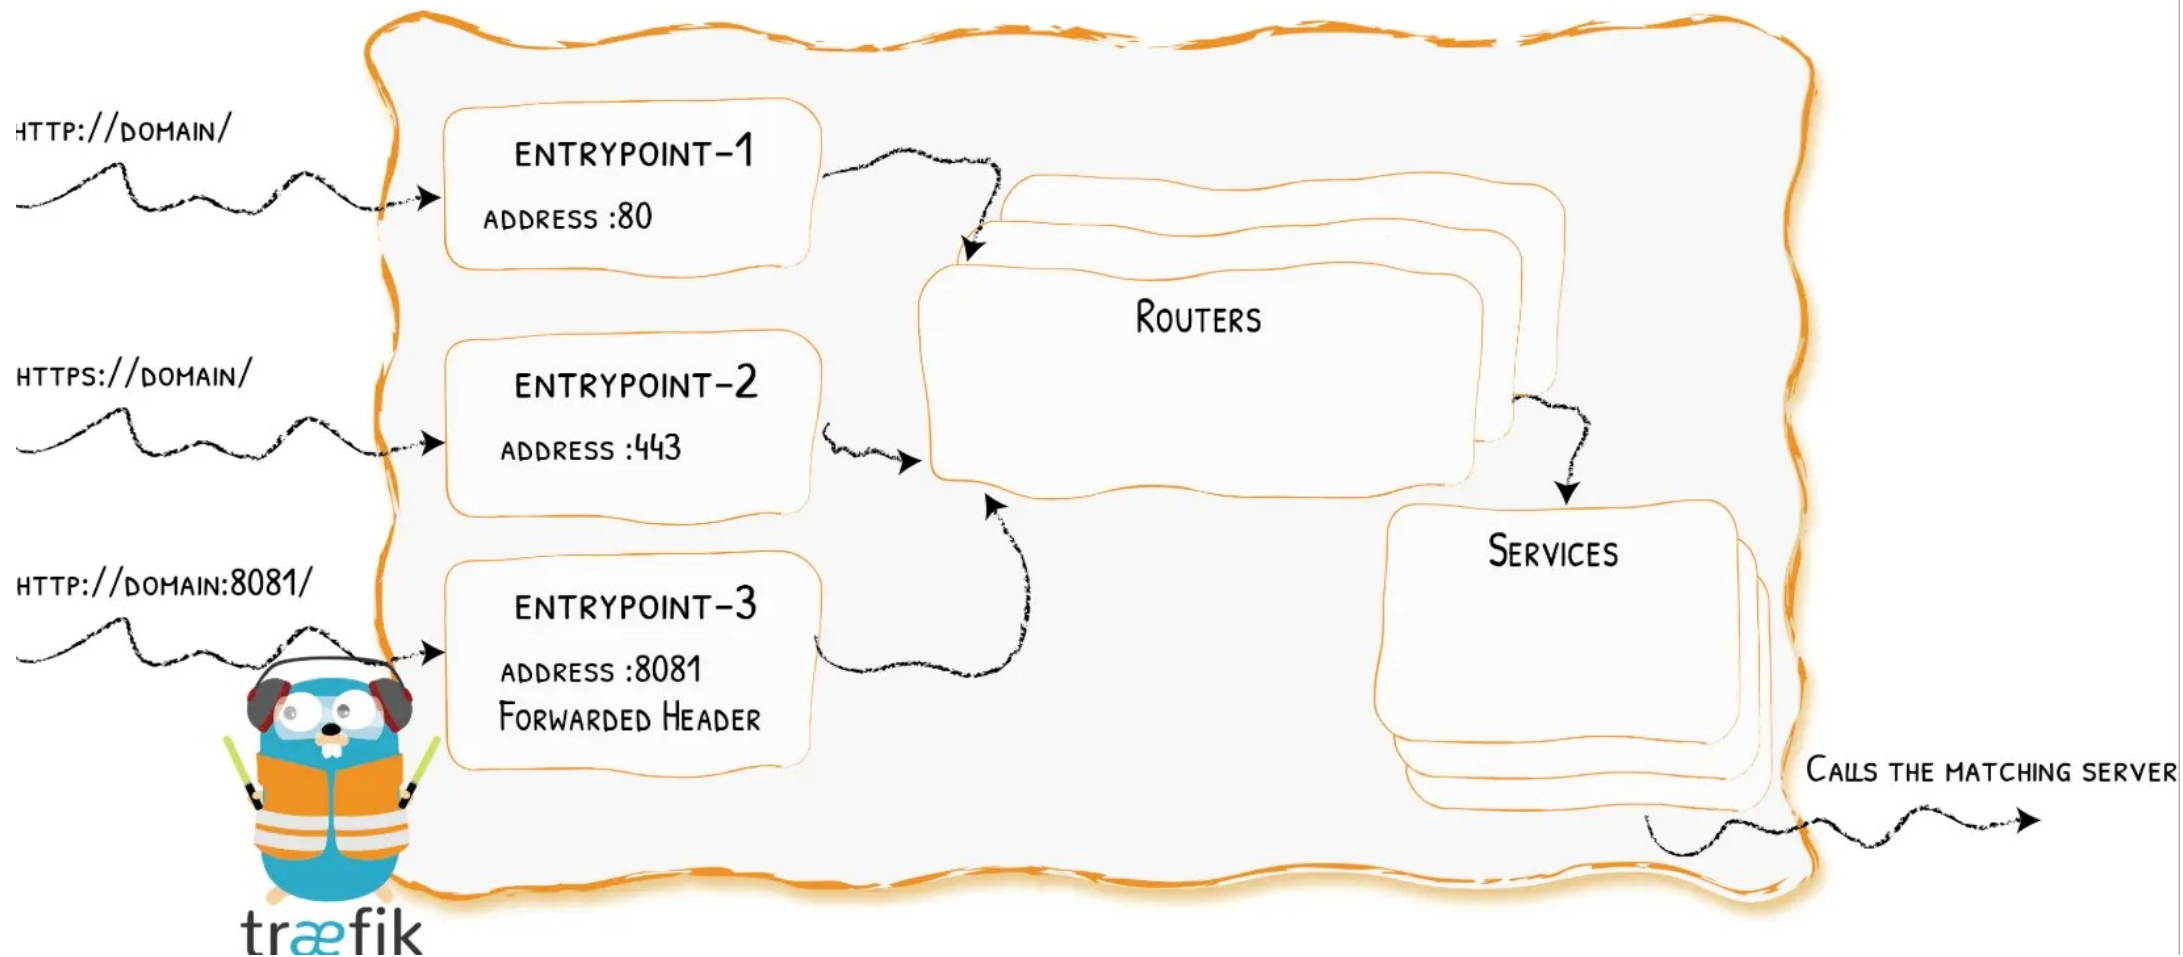 HTTP://DOMAIN/
ENTRYPOINT-1
ADDRESS :80
HTTPS://DOMAIN/
ENTRYPOINT-2
ADDRESS :443
HTTP://DOMAIN:8081/
ENTRYPOINT-3
ADDRESS :8081
FORWARDED HEADER
ROUTERS
SERVICES
CALLS THE MATCHING SERVER
træfik